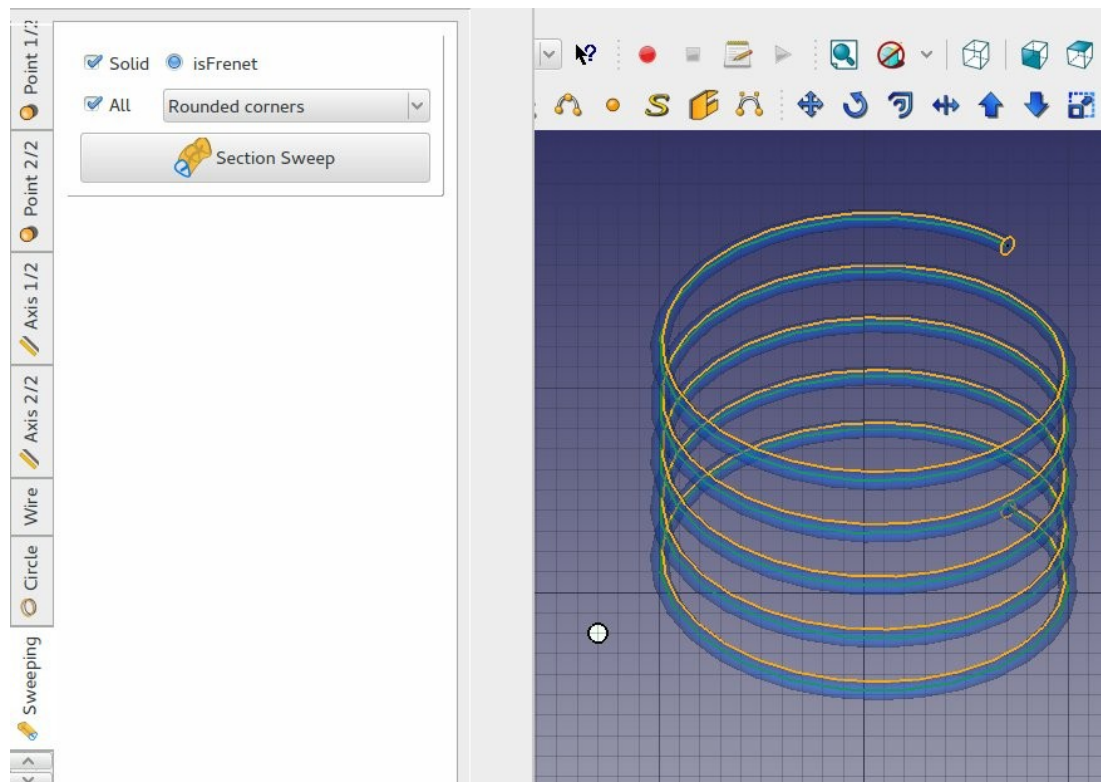 Point 1/2
Point 2/2
Axis 1/2
Axis 2/2
Wire
Circle
Sweeping
Solid
isFrenet
All
Rounded corners
Section Sweep